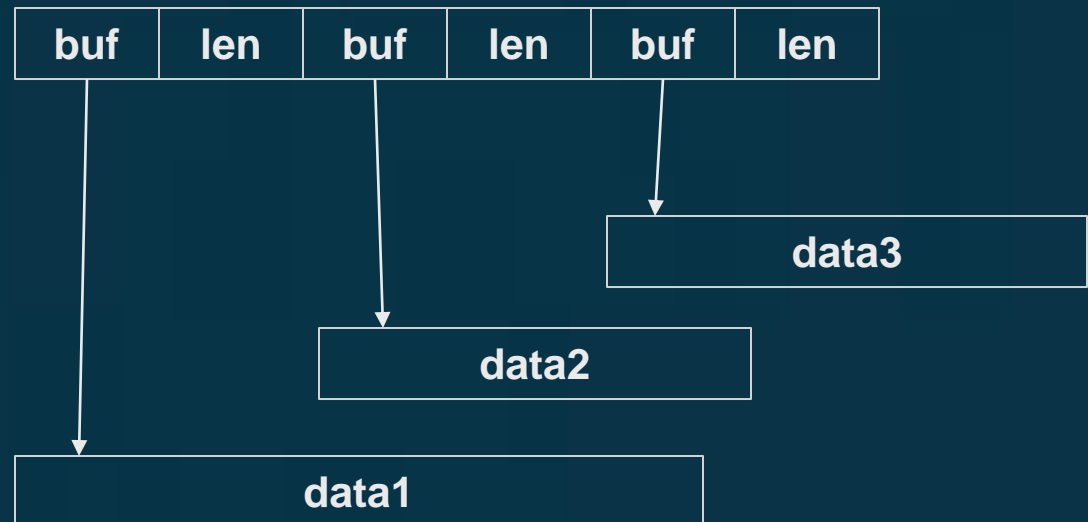 buf len buf len buf len
data3
data2
data1